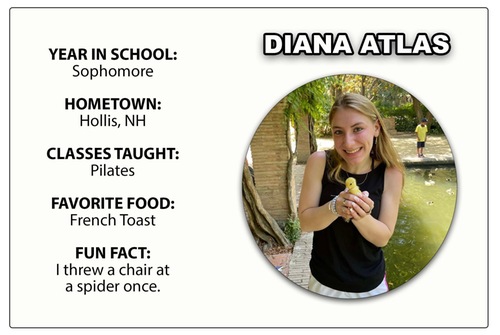 DIANA ATLAS
YEAR IN SCHOOL:
Sophomore
HOMETOWN:
Hollis, NH
CLASSES TAUGHT:
Pilates
FAVORITE FOOD:
French Toast
FUN FACT:
I threw a chair at
a spider once.